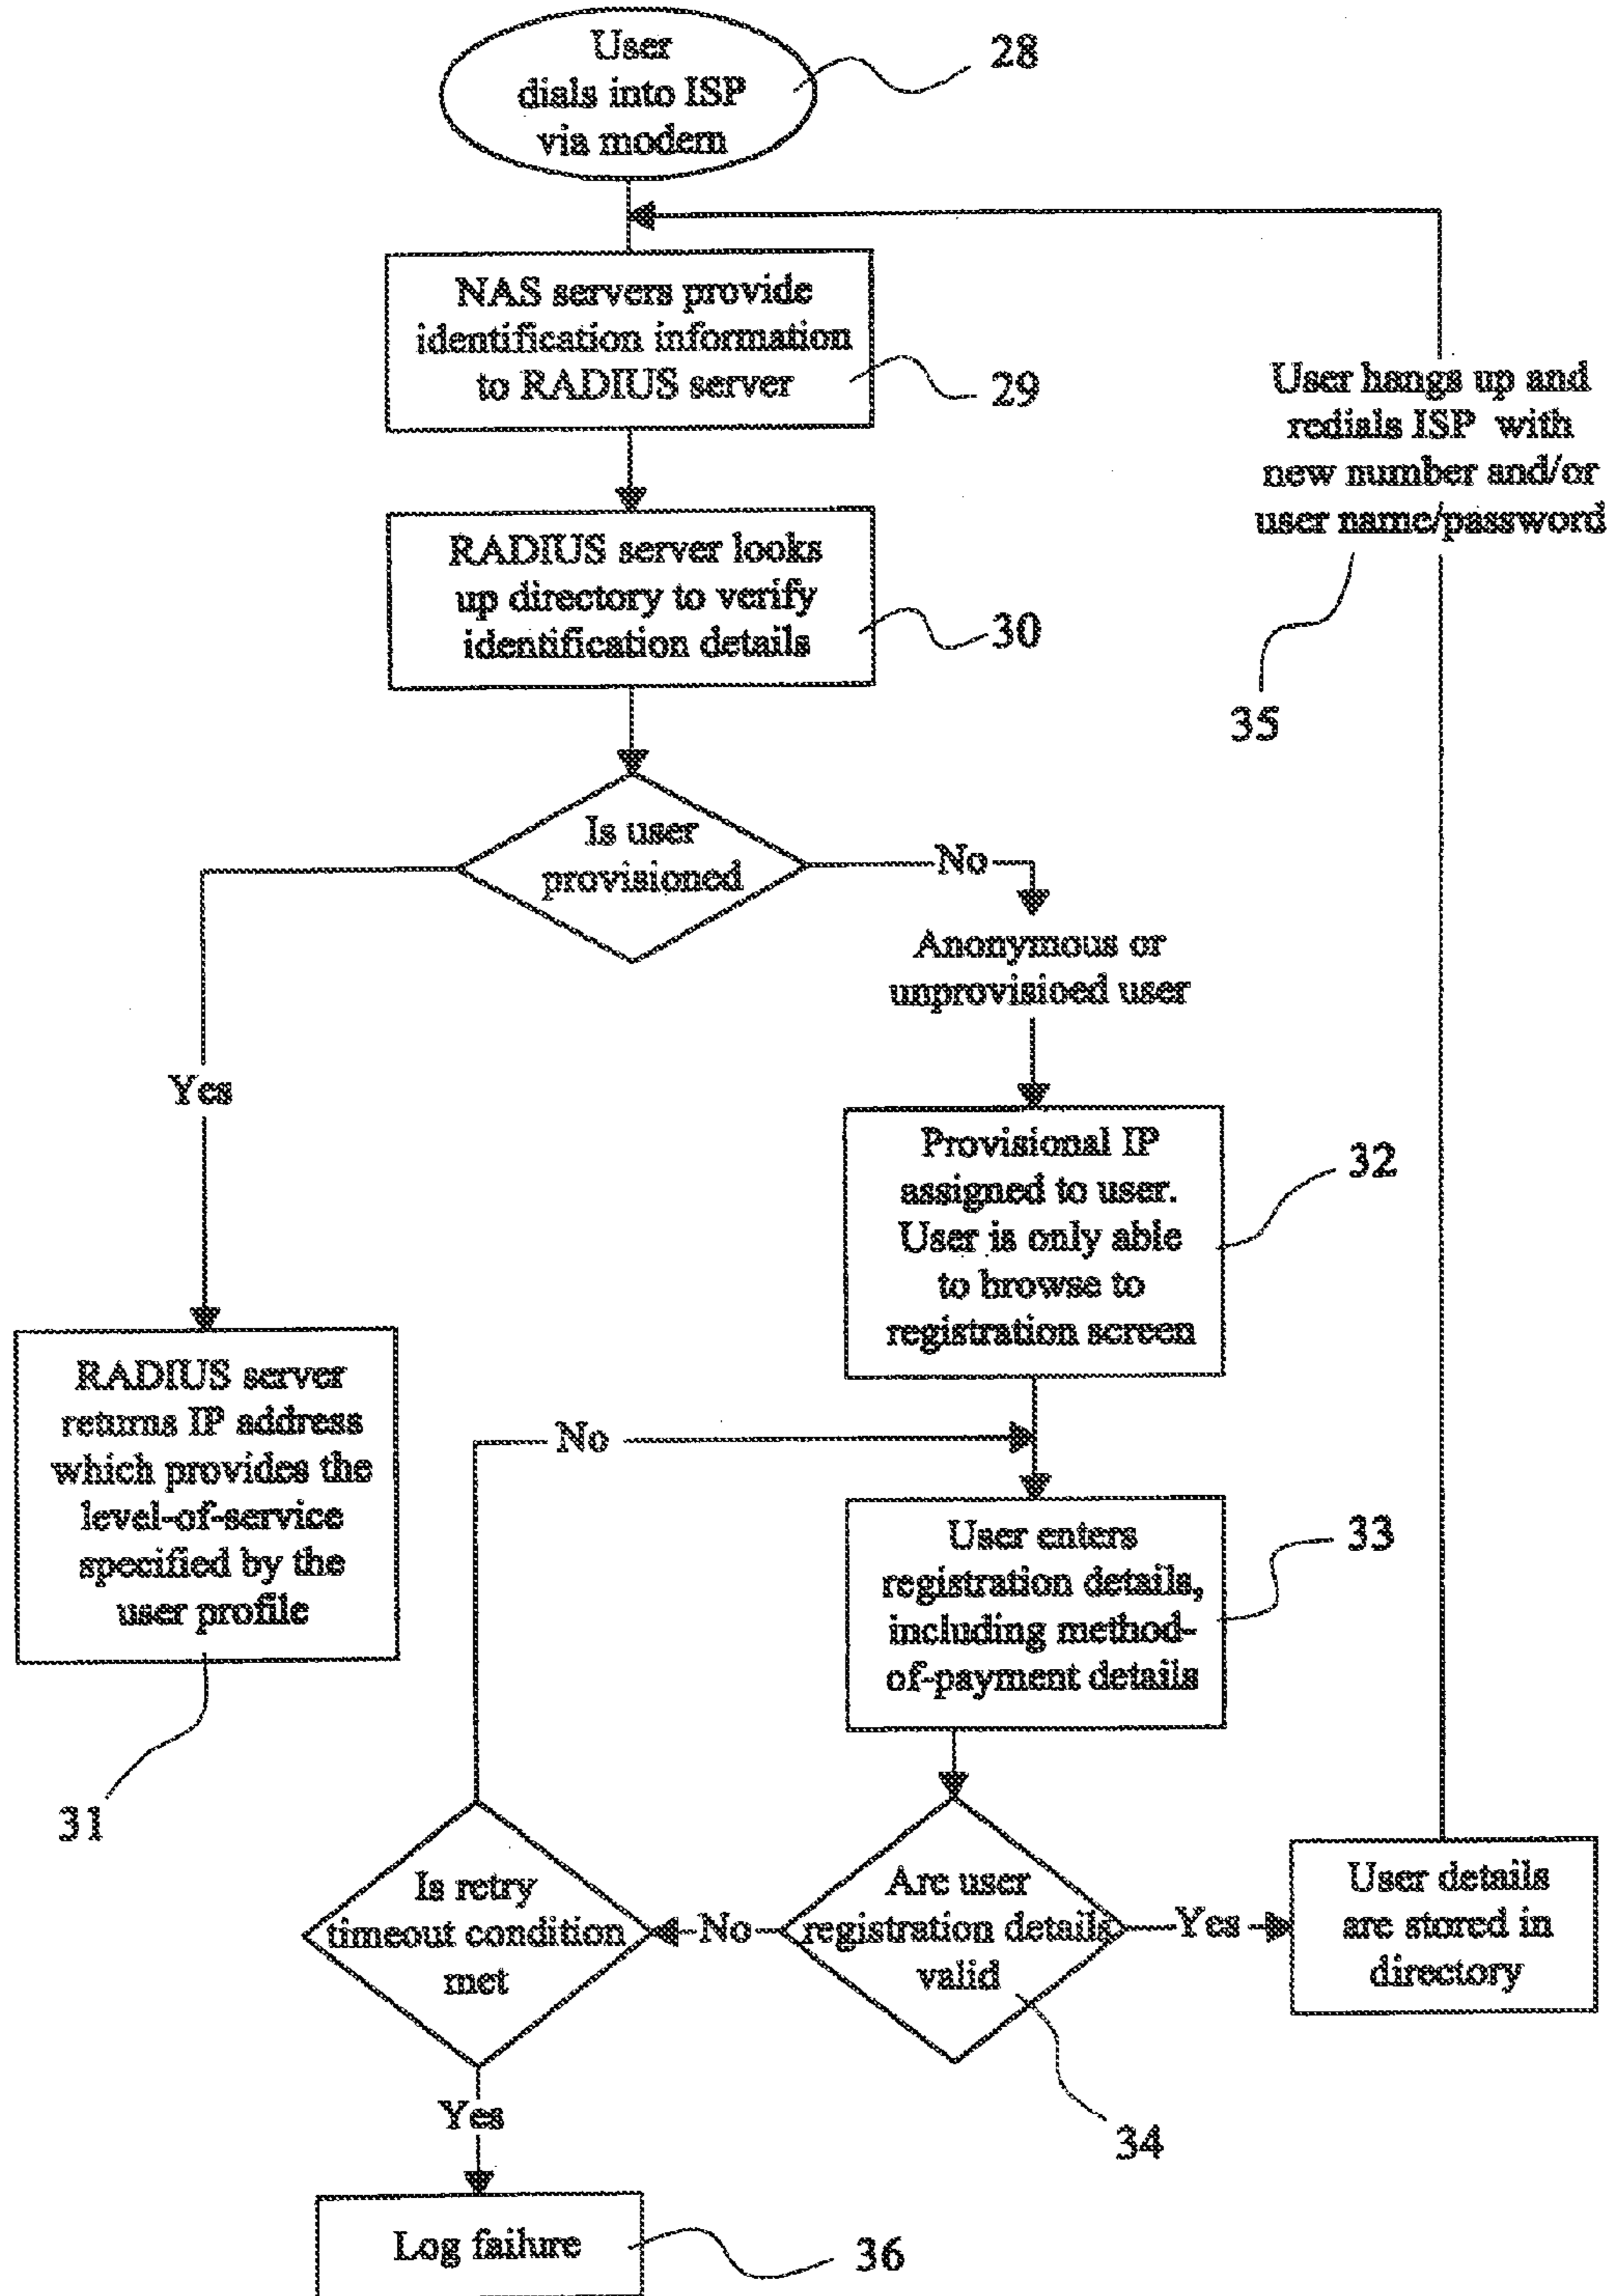 User
dials into ISP
via modem
28
NAS servers provide
identification information
to RADIUS server
29
User hangs up and
redials ISP with
new number and/or
user name/password
35
RADIUS server looks
up directory to verify
identification details
30
Is user
provisioned
No
Anonymous or
unprovisioed user
Yes
Provisional IP
assigned to user.
User is only able
to browse to
registration screen
32
RADIUS server
returns IP address
which provides the
level-of-service
specified by the
user profile
31
No
User enters
registration details,
including method-
of-payment details
33
Is retry
timeout condition
met
No
Are user
registration details
valid
34
Yes
User details
are stored in
directory
Yes
Log failure
36